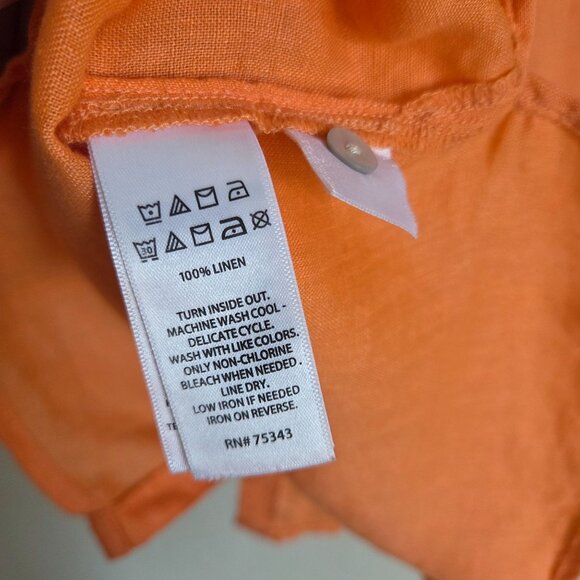 30
100% LINEN
TURN INSIDE OUT.
MACHINE WASH COOL -
DELICATE CYCLE.
WASH WITH LIKE COLORS.
ONLY NON-CHLORINE
BLEACH WHEN NEEDED.
LINE DRY.
LOW IRON IF NEEDED
IRON ON REVERSE.
RN# 75343